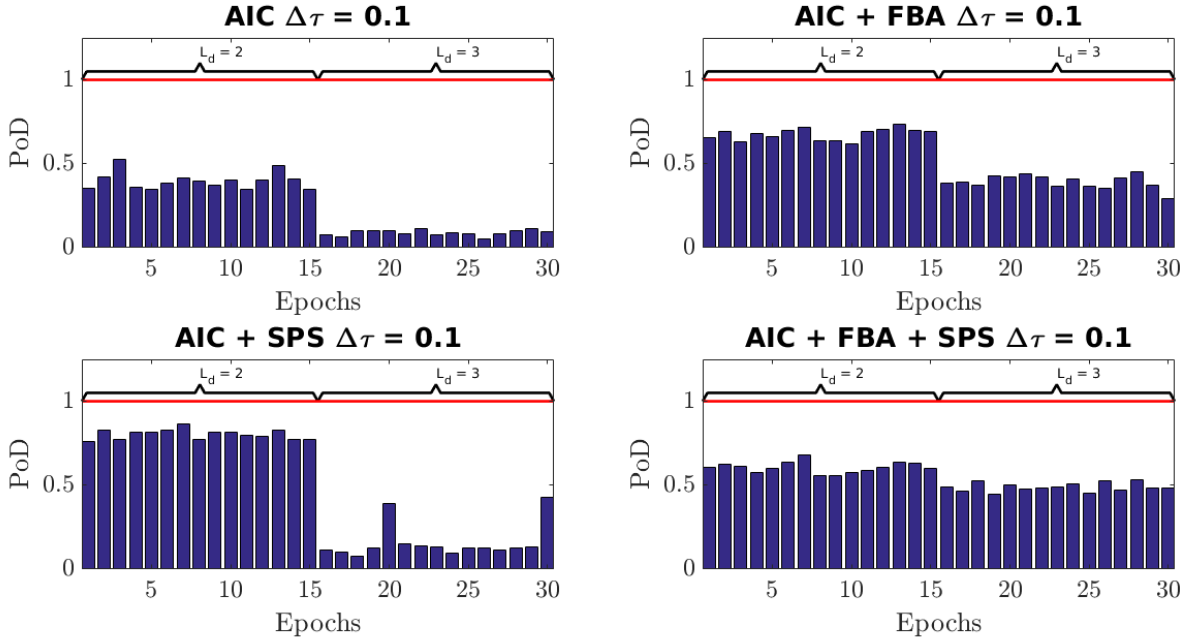 AIC Δτ = 0.1
L_d = 2
L_d = 3
1
0.5
0
PoD
5 10 15 20 25 30
Epochs
AIC + FBA Δτ = 0.1
L_d = 2
L_d = 3
1
0.5
0
PoD
5 10 15 20 25 30
Epochs
AIC + SPS Δτ = 0.1
L_d = 2
L_d = 3
1
0.5
0
PoD
5 10 15 20 25 30
Epochs
AIC + FBA + SPS Δτ = 0.1
L_d = 2
L_d = 3
1
0.5
0
PoD
5 10 15 20 25 30
Epochs